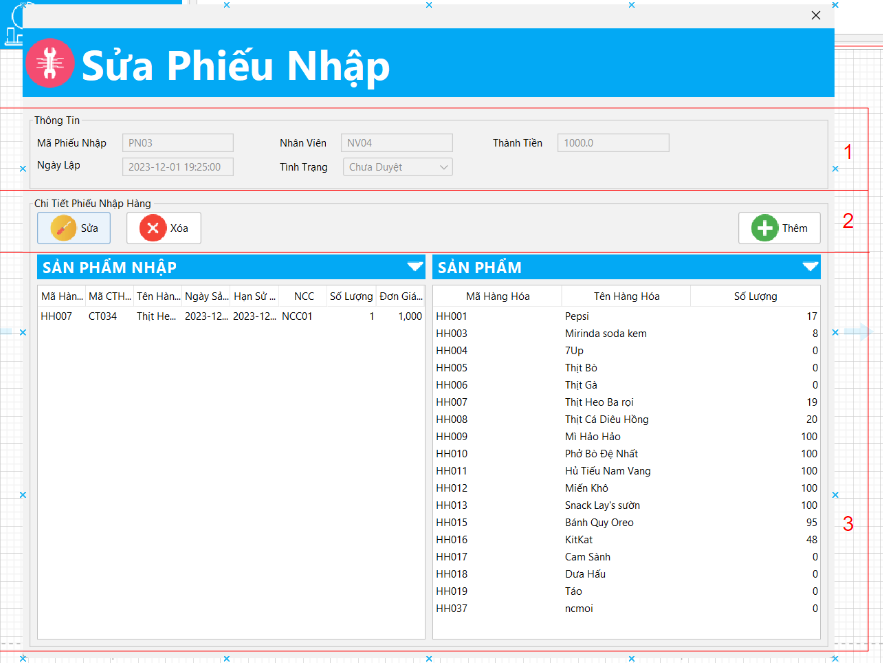 Sửa Phiếu Nhập
Thông Tin
Mã Phiếu Nhập PN03 Nhân Viên NV04 Thành Tiền 1000.0
Ngày Lập 2023-12-01 19:25:00 Tình Trạng Chưa Duyệt
1
Chi Tiết Phiếu Nhập Hàng
Sửa Xóa Thêm
2
SẢN PHẨM NHẬP
Mã Hàn... Mã CTH... Tên Hàn... Ngày Sả... Hạn Sử ... NCC Số Lượng Đơn Giá...
HH007 CT034 Thịt He... 2023-12... 2023-12... NCC01 1 1,000
SẢN PHẨM
Mã Hàng Hóa Tên Hàng Hóa Số Lượng
HH001 Pepsi 17
HH003 Mirinda soda kem 8
HH004 7Up 0
HH005 Thịt Bò 0
HH006 Thịt Gà 0
HH007 Thịt Heo Ba rọi 19
HH008 Thịt Cá Diêu Hồng 20
HH009 Mì Hảo Hảo 100
HH010 Phở Bò Đệ Nhất 100
HH011 Hủ Tiếu Nam Vang 100
HH012 Miến Khô 100
HH013 Snack Lay's sườn 100
HH015 Bánh Quy Oreo 95
HH016 KitKat 48
HH017 Cam Sành 0
HH018 Dưa Hấu 0
HH019 Táo 0
HH037 ncmoi 0
3